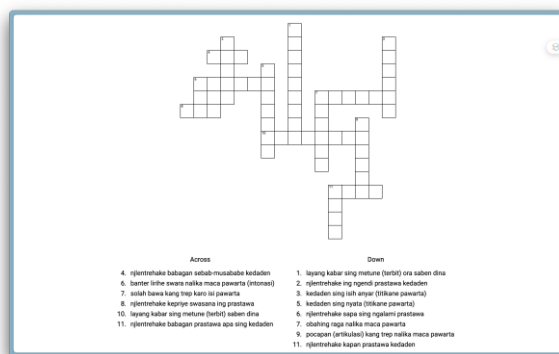 Across
4. njlentrehake babagan sebab-musababe kedaden
6. banter lirihe swara nalika maca pawarta (intonasi)
7. solah bawa kang trep karo isi pawarta
8. njlentrehake kepriye swasana ing prastawa
10. layang kabar sing metune (terbit) saben dina
11. njlentrehake babagan prastawa apa sing kedaden
Down
1. layang kabar sing metune (terbit) ora saben dina
2. njlentrehake ing ngendi prastawa kedaden
3. kedaden sing isih anyar (titikane pawarta)
5. kedaden sing nyata (titikane pawarta)
6. njlentrehake sapa sing ngalami prastawa
7. obahing raga nalika maca pawarta
9. pocapan (artikulasi) kang trep nalika maca pawarta
11. njlentrehake kapan prastawa kedaden